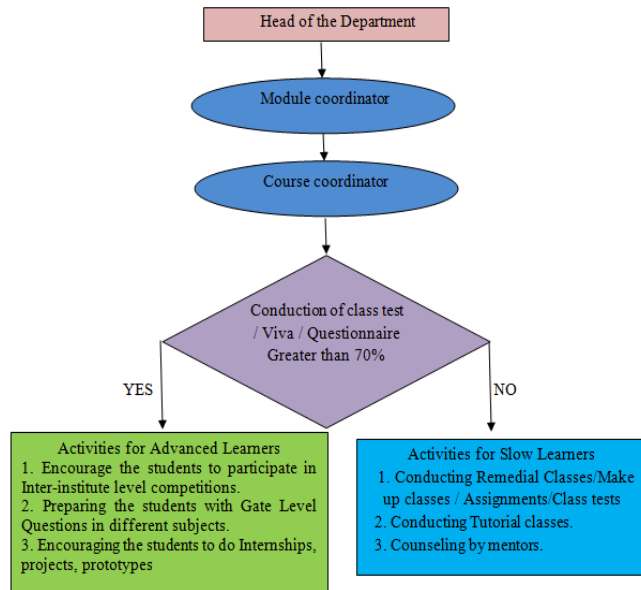 Head of the Department
Module coordinator
Course coordinator
Conduction of class test
/ Viva / Questionnaire
Greater than 70%
YES
NO
Activities for Advanced Learners
1. Encourage the students to participate in
Inter-institute level competitions.
2. Preparing the students with Gate Level
Questions in different subjects.
3. Encouraging the students to do Internships,
projects, prototypes
Activities for Slow Learners
1. Conducting Remedial Classes/Make
up classes / Assignments/Class tests
2. Conducting Tutorial classes.
3. Counseling by mentors.